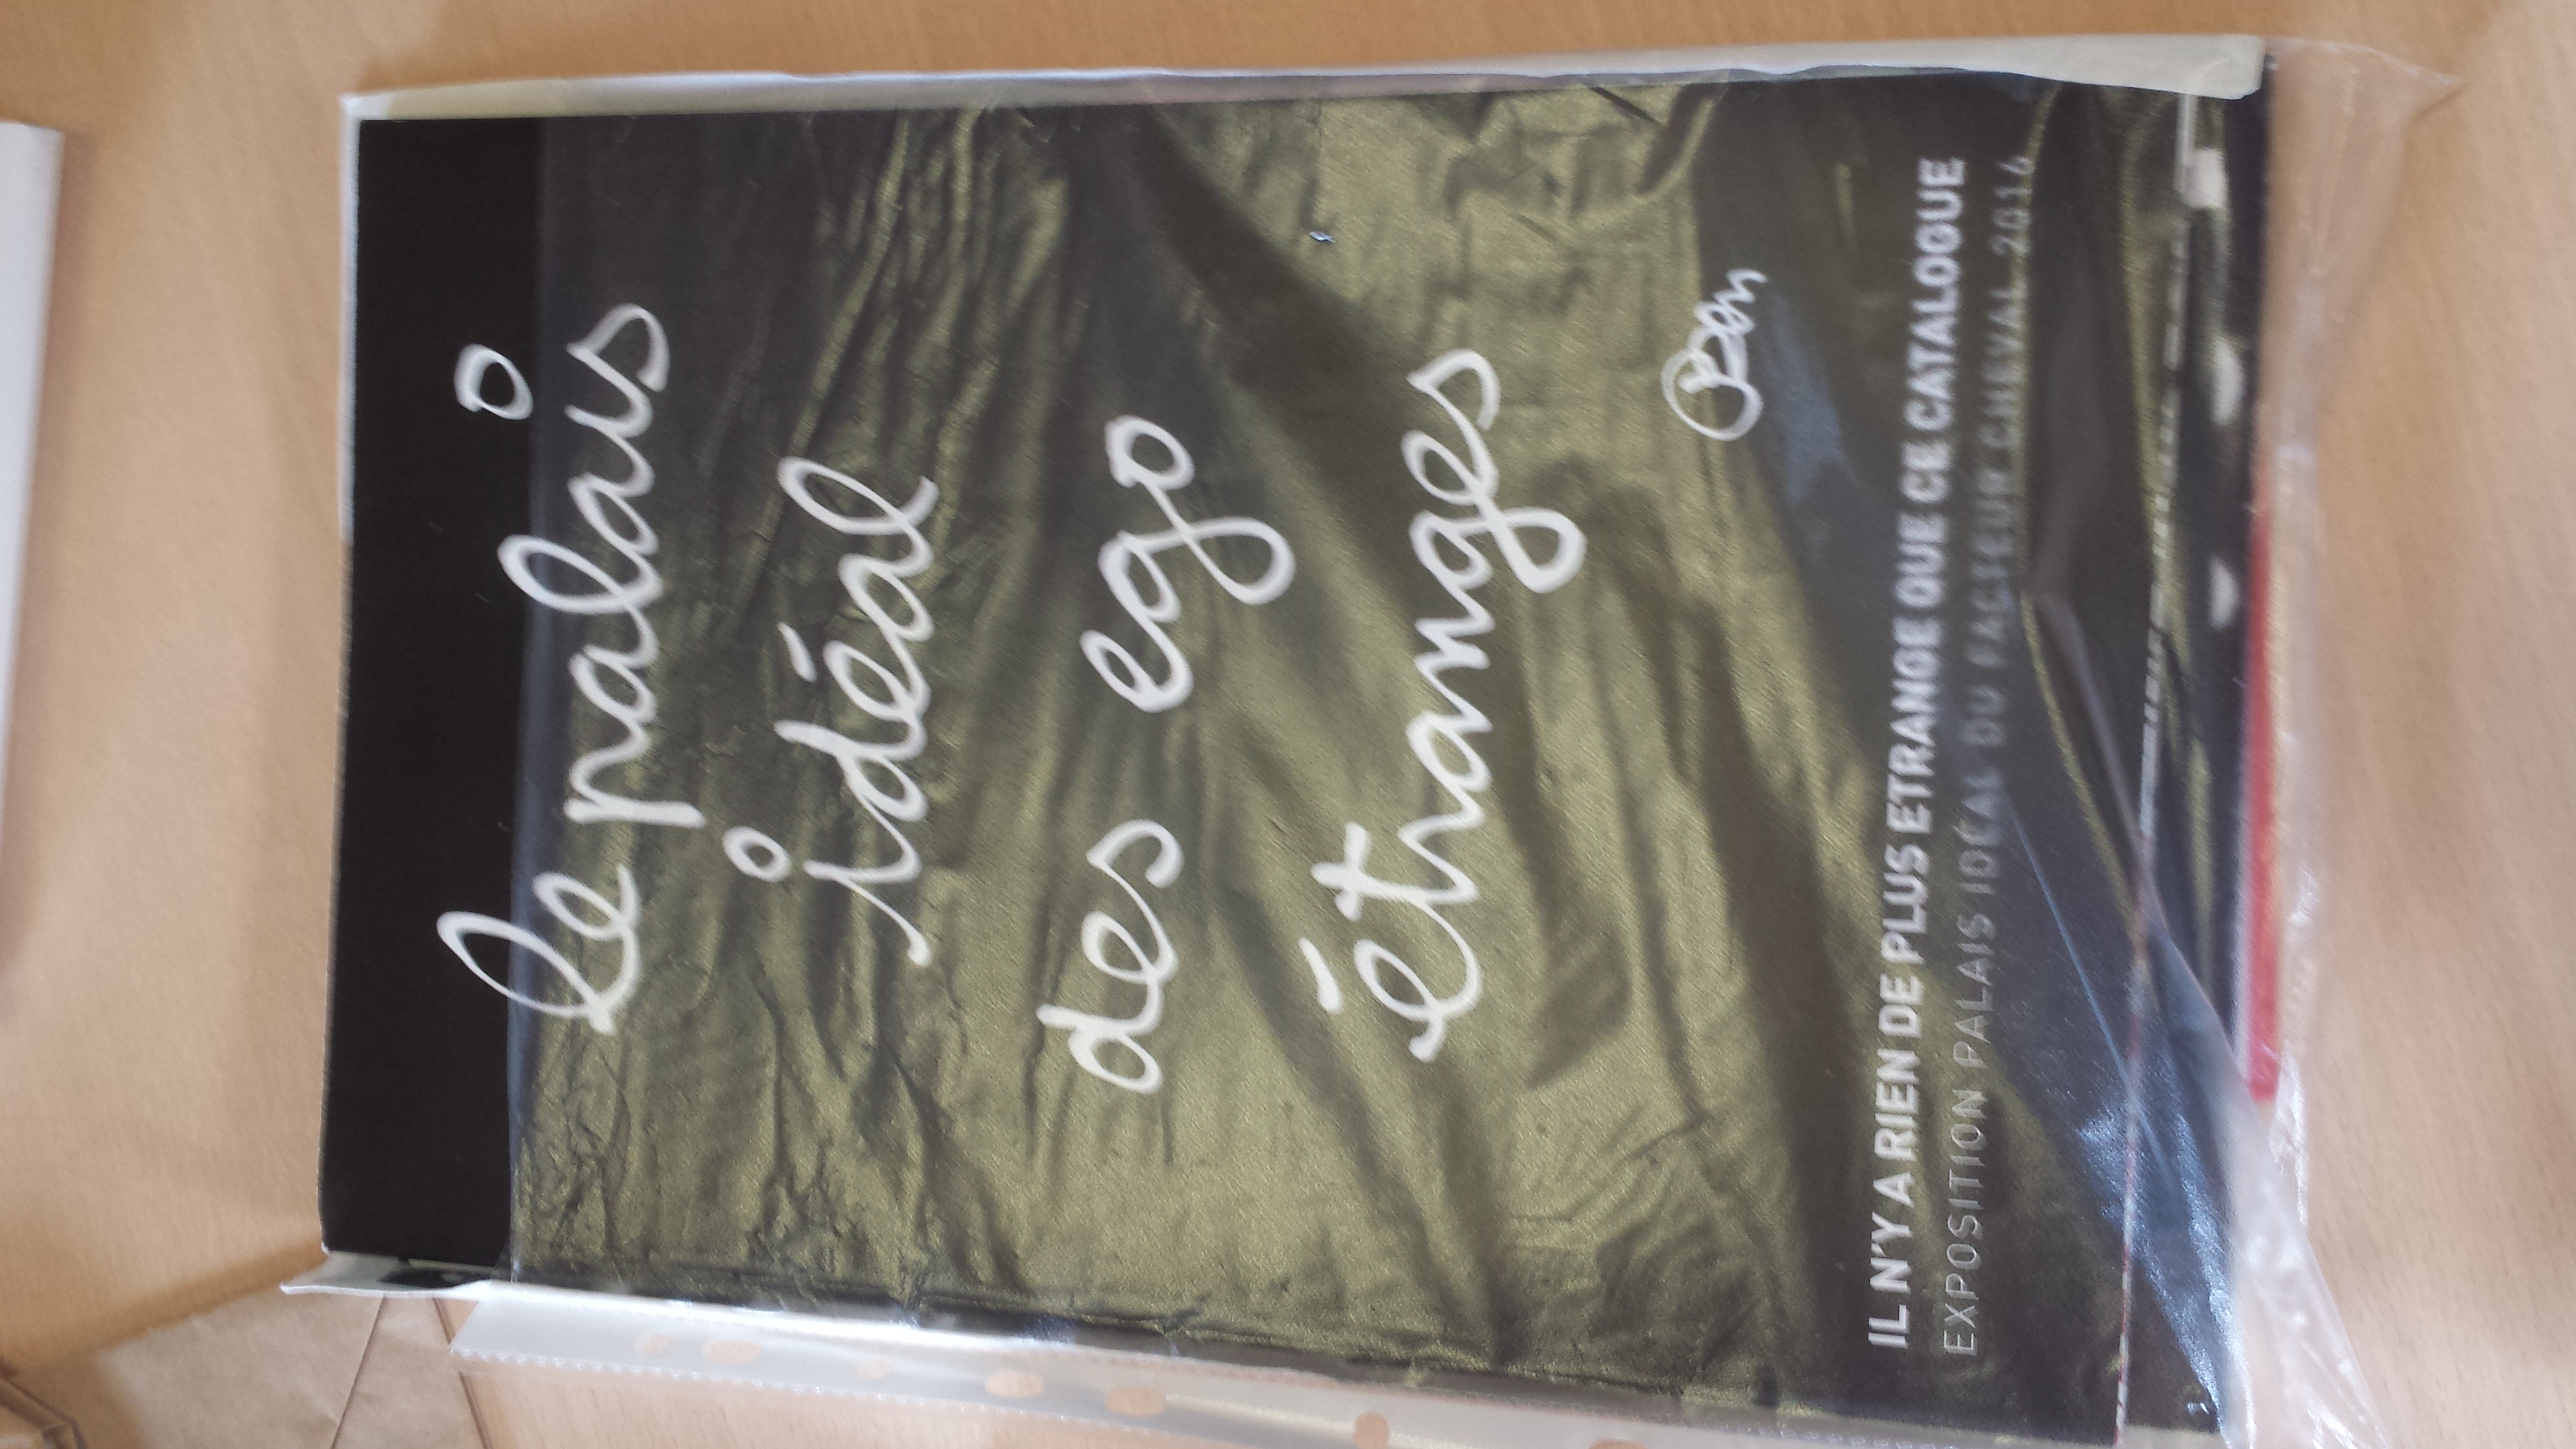 le palais
idéal
des ego
étranges
Ben
IL N'Y A RIEN DE PLUS ETRANGE QUE CE CATALOGUE
EXPOSITION PALAIS IDÉAL DU FACTEUR CHEVAL 2016